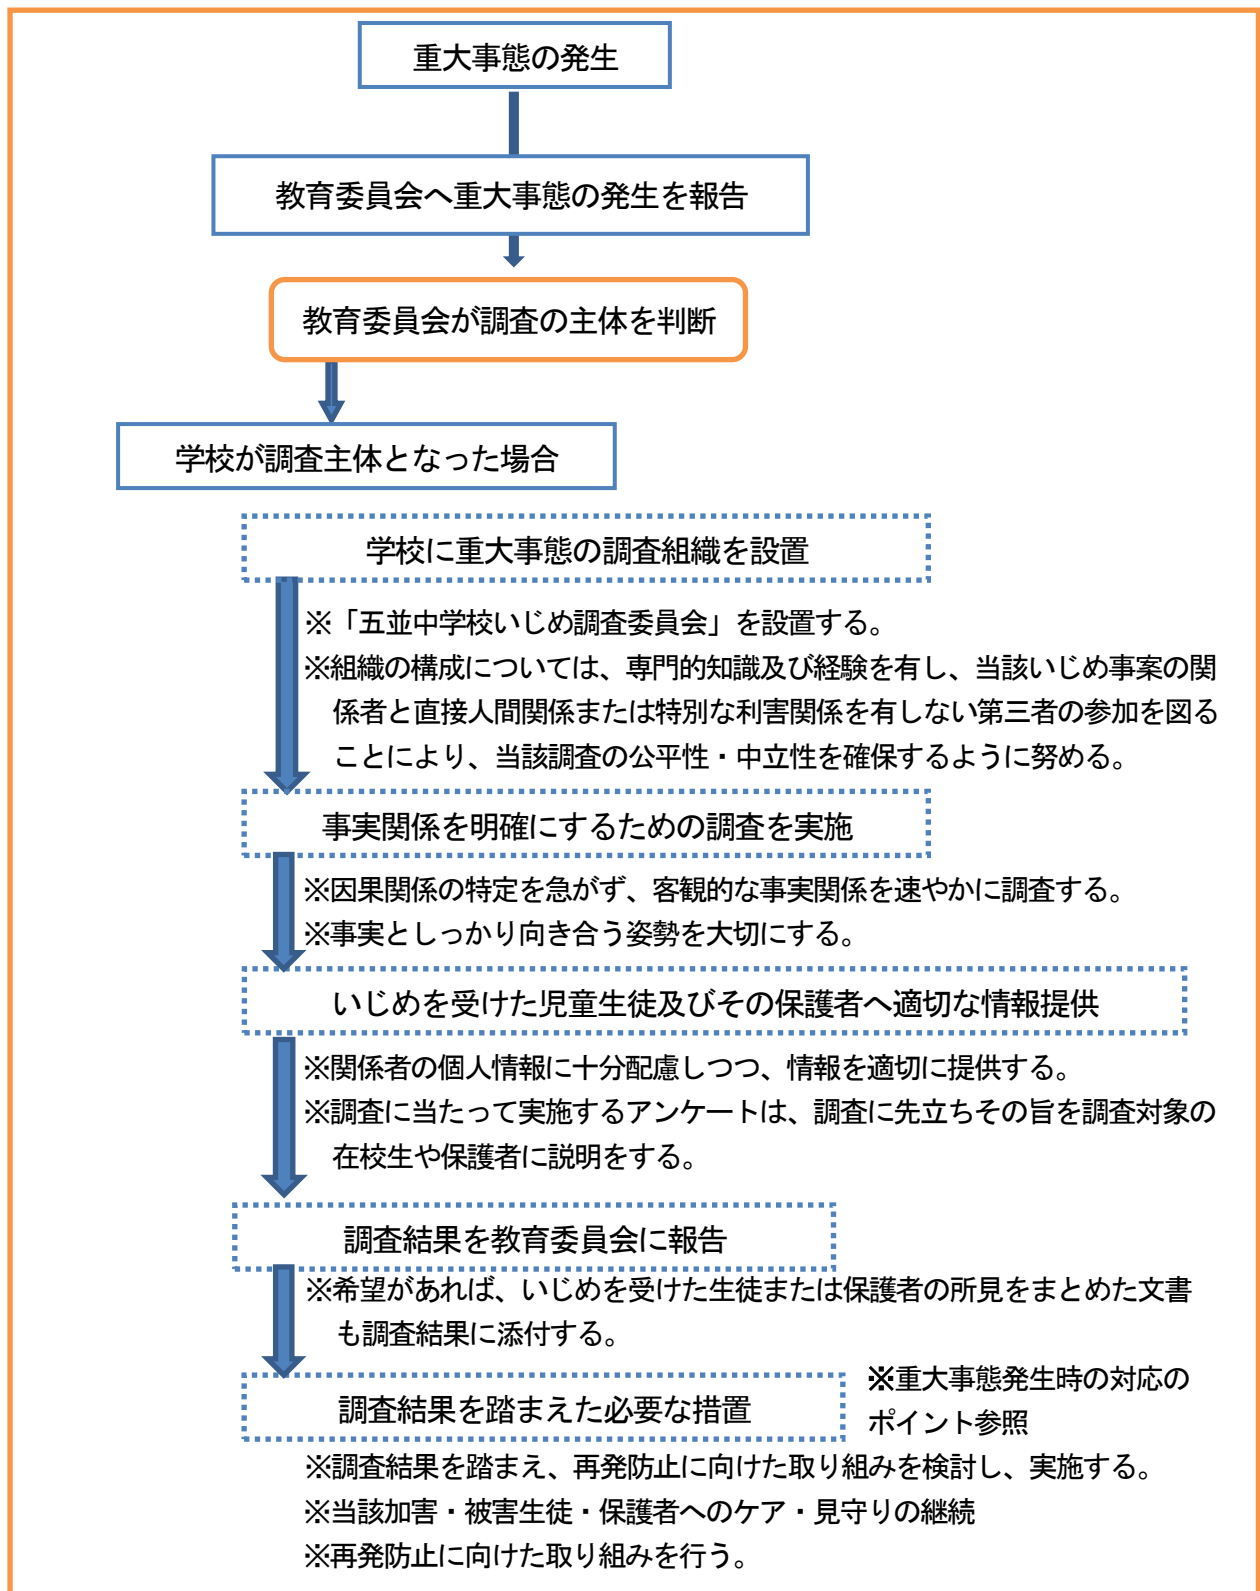 重大事態の発生
教育委員会へ重大事態の発生を報告
教育委員会が調査の主体を判断
学校が調査主体となった場合
学校に重大事態の調査組織を設置
※「五並中学校いじめ調査委員会」を設置する。
※組織の構成については、専門的知識及び経験を有し、当該いじめ事案の関
係者と直接人間関係または特別な利害関係を有しない第三者の参加を図る
ことにより、当該調査の公平性・中立性を確保するように努める。
事実関係を明確にするための調査を実施
※因果関係の特定を急がず、客観的な事実関係を速やかに調査する。
※事実としっかり向き合う姿勢を大切にする。
いじめを受けた児童生徒及びその保護者へ適切な情報提供
※関係者の個人情報に十分配慮しつつ、情報を適切に提供する。
※調査に当たって実施するアンケートは、調査に先立ちその旨を調査対象の
在校生や保護者に説明をする。
調査結果を教育委員会に報告
※希望があれば、いじめを受けた生徒または保護者の所見をまとめた文書
も調査結果に添付する。
調査結果を踏まえた必要な措置
※重大事態発生時の対応の
ポイント参照
※調査結果を踏まえ、再発防止に向けた取り組みを検討し、実施する。
※当該加害・被害生徒・保護者へのケア・見守りの継続
※再発防止に向けた取り組みを行う。